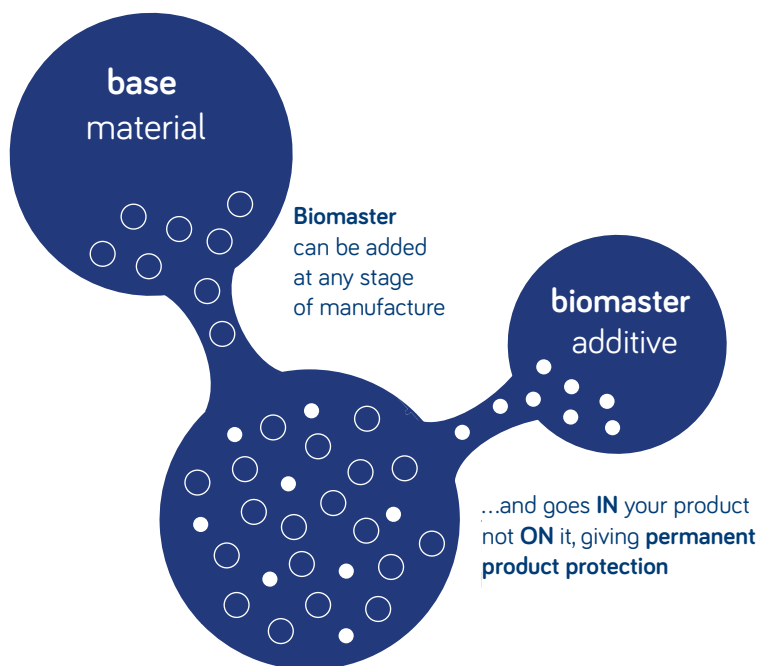 base
material
Biomaster
can be added
at any stage
of manufacture
biomaster
additive
...and goes IN your product
not ON it, giving permanent
product protection